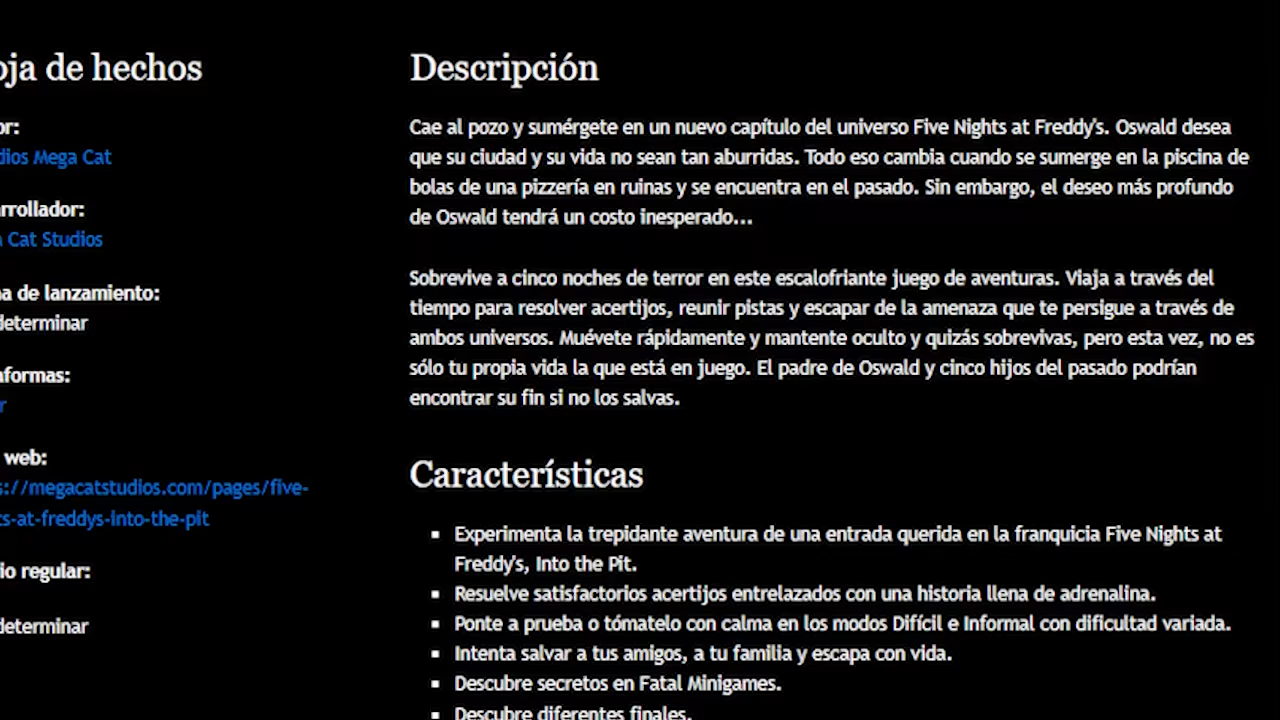 oja de hechos
or:
dios Mega Cat
rrollador:
a Cat Studios
na de lanzamiento:
determinar
aformas:
r
web:
s://megacatstudios.com/pages/five-
ts-at-freddys-into-the-pit
io regular:
determinar
Descripción
Cae al pozo y sumérgete en un nuevo capítulo del universo Five Nights at Freddy's. Oswald desea
que su ciudad y su vida no sean tan aburridas. Todo eso cambia cuando se sumerge en la piscina de
bolas de una pizzería en ruinas y se encuentra en el pasado. Sin embargo, el deseo más profundo
de Oswald tendrá un costo inesperado...
Sobrevive a cinco noches de terror en este escalofriante juego de aventuras. Viaja a través del
tiempo para resolver acertijos, reunir pistas y escapar de la amenaza que te persigue a través de
ambos universos. Muévete rápidamente y mantente oculto y quizás sobrevivas, pero esta vez, no es
sólo tu propia vida la que está en juego. El padre de Oswald y cinco hijos del pasado podrían
encontrar su fin si no los salvas.
Características
▪ Experimenta la trepidante aventura de una entrada querida en la franquicia Five Nights at
Freddy's, Into the Pit.
▪ Resuelve satisfactorios acertijos entrelazados con una historia llena de adrenalina.
▪ Ponte a prueba o tómatelo con calma en los modos Difícil e Informal con dificultad variada.
▪ Intenta salvar a tus amigos, a tu familia y escapa con vida.
▪ Descubre secretos en Fatal Minigames.
▪ Descubre diferentes finales.